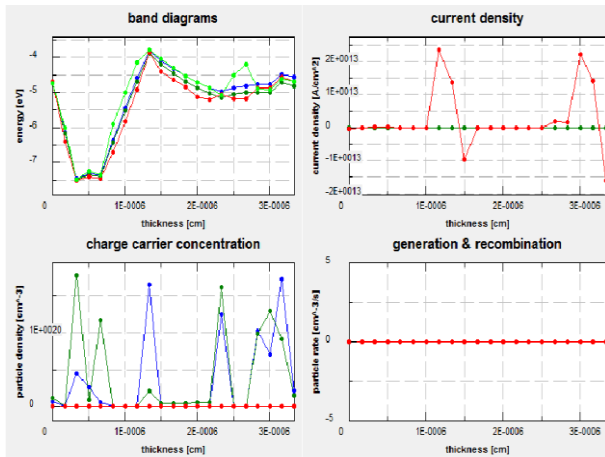 band diagrams
energy [eV]
-4
-5
-6
-7
0
1E-0006
2E-0006
3E-0006
thickness [cm]
current density
current density [A/cm^2]
2E+0013
1E+0013
0
-1E+0013
-2E+0013
0
1E-0006
2E-0006
3E-0006
thickness [cm]
charge carrier concentration
particle density [cm^-3]
1E+0020
0
0
1E-0006
2E-0006
3E-0006
thickness [cm]
generation & recombination
particle rate [cm^-3/s]
5
0
-5
0
1E-0006
2E-0006
3E-0006
thickness [cm]